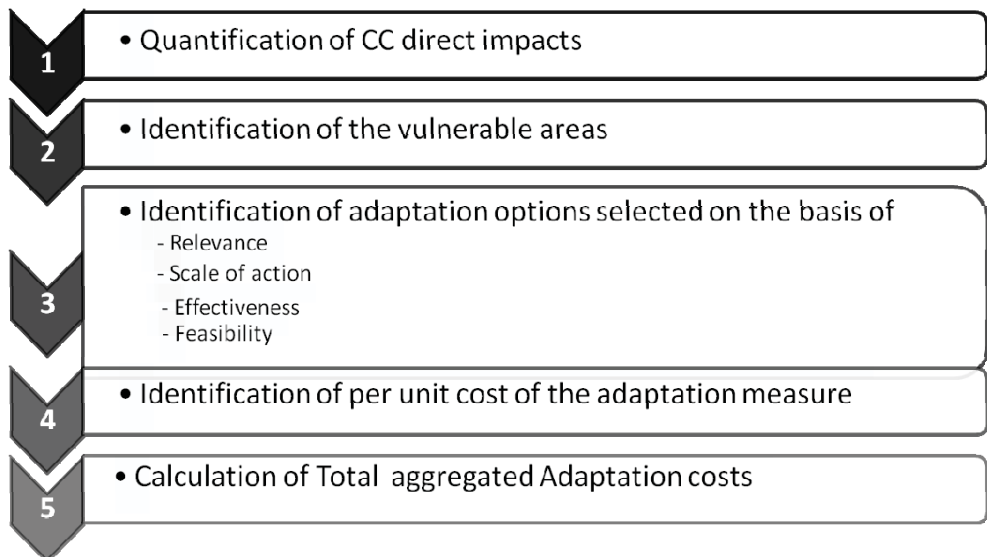 1
• Quantification of CC direct impacts
2
• Identification of the vulnerable areas
3
• Identification of adaptation options selected on the basis of
- Relevance
- Scale of action
- Effectiveness
- Feasibility
4
• Identification of per unit cost of the adaptation measure
5
• Calculation of Total aggregated Adaptation costs